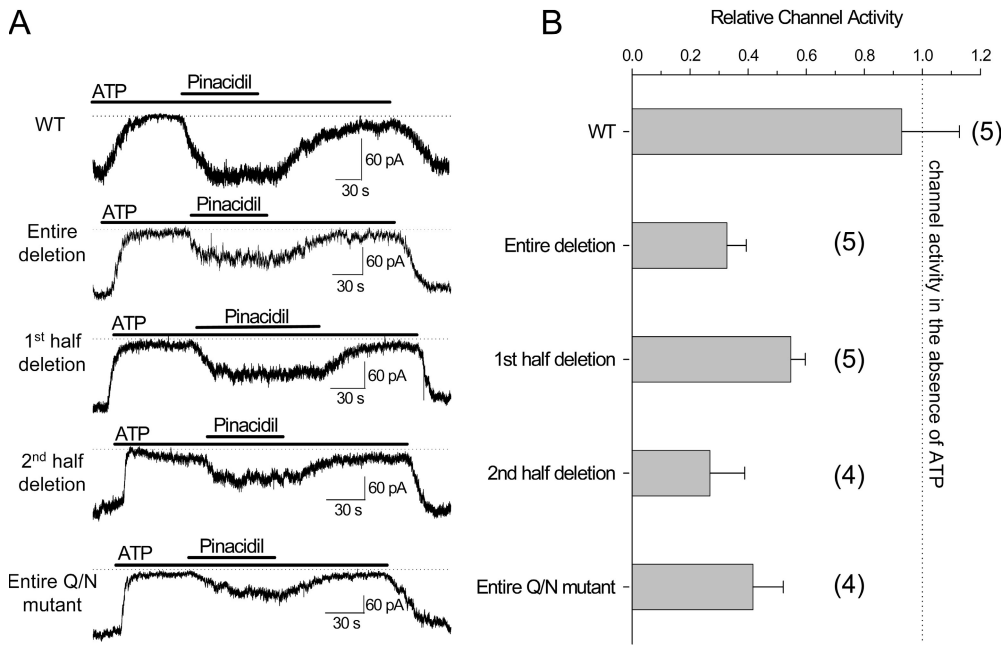 A
Pinacidil
ATP
WT
60 pA
30 s
ATP
Pinacidil
Entire
deletion
60 pA
30 s
ATP
Pinacidil
1st half
deletion
60 pA
30 s
ATP
Pinacidil
2nd half
deletion
60 pA
30 s
ATP
Pinacidil
Entire Q/N
mutant
60 pA
30 s
B
Relative Channel Activity
0.0 0.2 0.4 0.6 0.8 1.0 1.2
WT
(5)
Entire deletion
(5)
1st half deletion
(5)
2nd half deletion
(4)
Entire Q/N mutant
(4)
channel activity in the absence of ATP